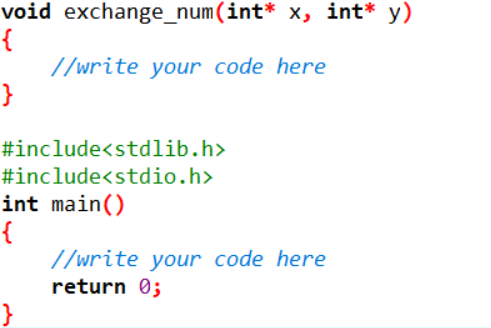 void exchange_num(int* x, int* y)
{
    //write your code here
}

#include<stdlib.h>
#include<stdio.h>
int main()
{
    //write your code here
    return 0;
}